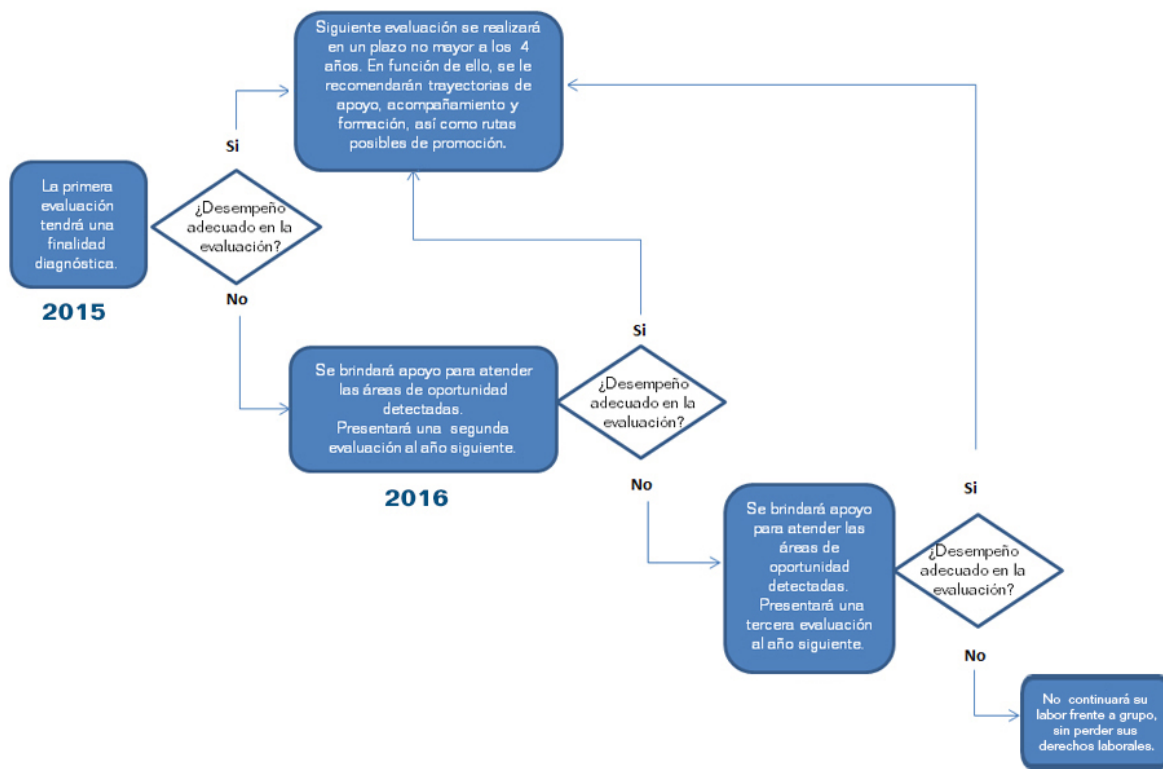 Siguiente evaluación se realizará
en un plazo no mayor a los 4
años. En función de ello, se le
recomendarán trayectorias de
apoyo, acompañamiento y
formación, así como rutas
posibles de promoción.
Si
La primera
evaluación
tendrá una
finalidad
diagnóstica.
¿Desempeño
adecuado en la
evaluación?
2015
No
Si
Se brindará apoyo para atender
las áreas de oportunidad
detectadas.
Presentará una segunda
evaluación al año siguiente.
¿Desempeño
adecuado en la
evaluación?
2016
No
Si
Se brindará apoyo
para atender las
áreas de
oportunidad
detectadas.
Presentará una
tercera evaluación
al año siguiente.
¿Desempeño
adecuado en la
evaluación?
No
No continuará su
labor frente a grupo,
sin perder sus
derechos laborales.